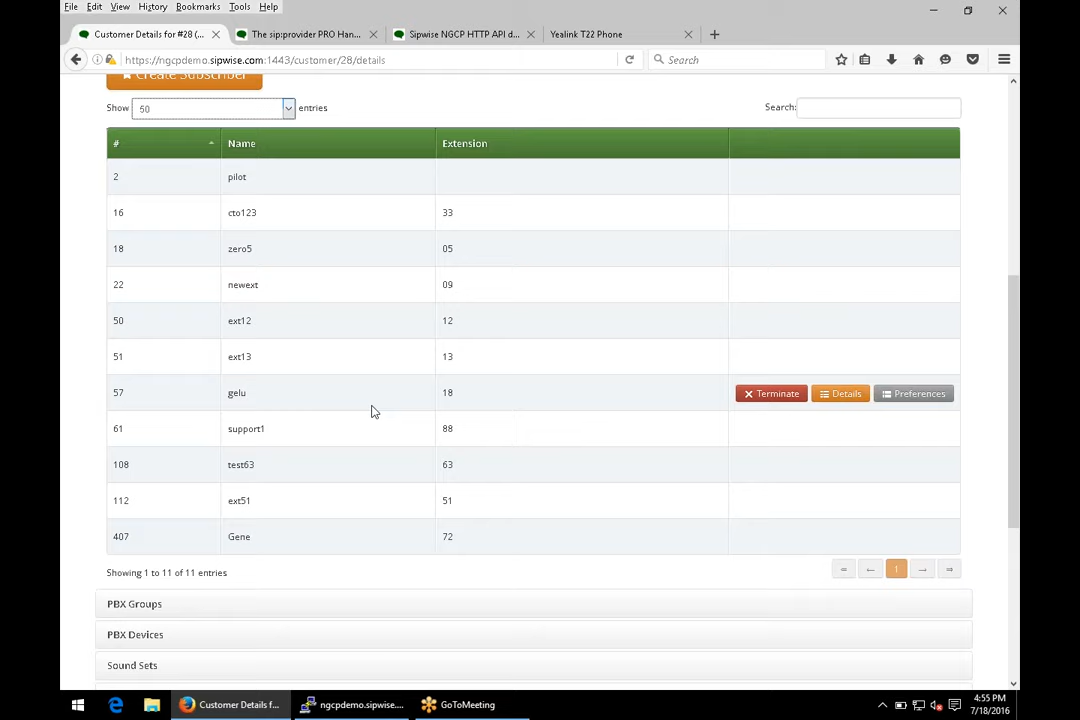 File Edit View History Bookmarks Tools Help
Customer Details for #28 (... The sip:provider PRO Han... Sipwise NGCP HTTP API d... Yealink T22 Phone
https://ngcpdemo.sipwise.com:1443/customer/28/details Search
Create Subscriber
Show 50 entries Search:
# Name Extension
2 pilot
16 cto123 33
18 zero5 05
22 newext 09
50 ext12 12
51 ext13 13
57 gelu 18 Terminate Details Preferences
61 support1 88
108 test63 63
112 ext51 51
407 Gene 72
Showing 1 to 11 of 11 entries 1
PBX Groups
PBX Devices
Sound Sets
Customer Details f... ngcpdemo.sipwise.... GoToMeeting 4:55 PM
7/18/2016